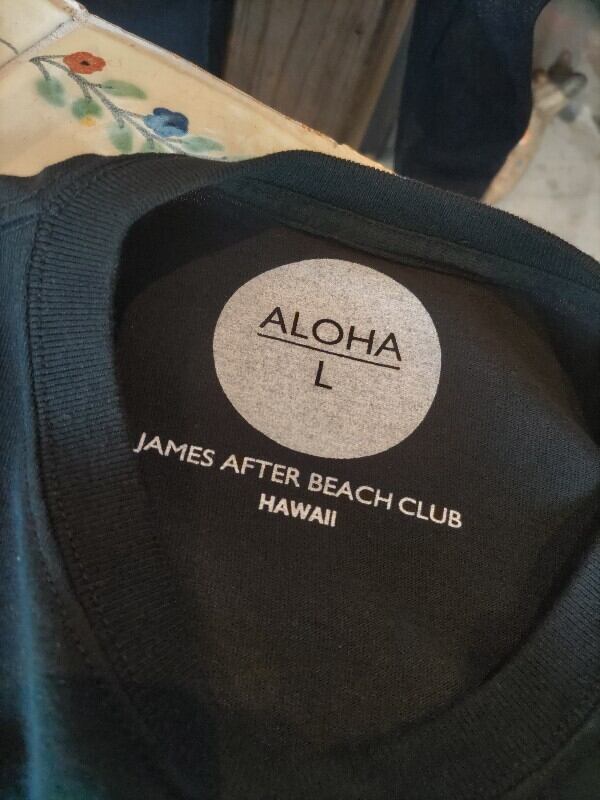 ALOHA
L
JAMES AFTER BEACH CLUB
HAWAII